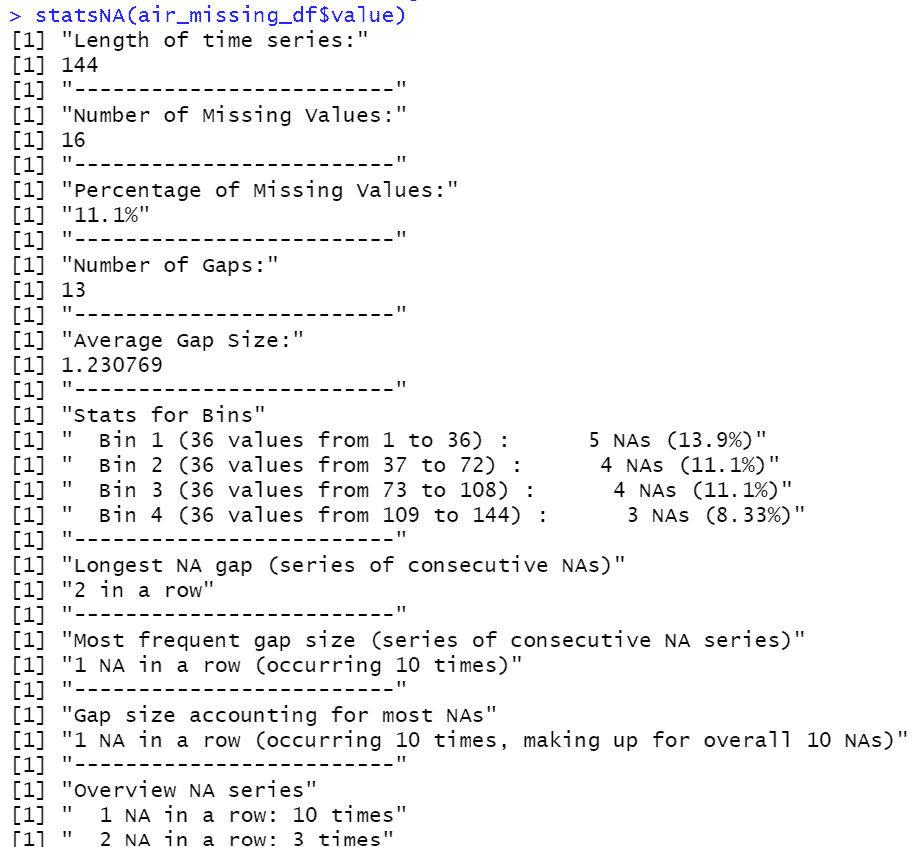 > statsNA(air_missing_df$value)
[1] "Length of time series:"
[1] 144
[1] "-------------------------"
[1] "Number of Missing Values:"
[1] 16
[1] "-------------------------"
[1] "Percentage of Missing Values:"
[1] "11.1%"
[1] "-------------------------"
[1] "Number of Gaps:"
[1] 13
[1] "-------------------------"
[1] "Average Gap Size:"
[1] 1.230769
[1] "-------------------------"
[1] "Stats for Bins"
[1] "  Bin 1 (36 values from 1 to 36) :      5 NAs (13.9%)"
[1] "  Bin 2 (36 values from 37 to 72) :      4 NAs (11.1%)"
[1] "  Bin 3 (36 values from 73 to 108) :      4 NAs (11.1%)"
[1] "  Bin 4 (36 values from 109 to 144) :      3 NAs (8.33%)"
[1] "-------------------------"
[1] "Longest NA gap (series of consecutive NAs)"
[1] "2 in a row"
[1] "-------------------------"
[1] "Most frequent gap size (series of consecutive NA series)"
[1] "1 NA in a row (occurring 10 times)"
[1] "-------------------------"
[1] "Gap size accounting for most NAs"
[1] "1 NA in a row (occurring 10 times, making up for overall 10 NAs)"
[1] "-------------------------"
[1] "Overview NA series"
[1] "  1 NA in a row: 10 times"
[1] "  2 NA in a row: 3 times"